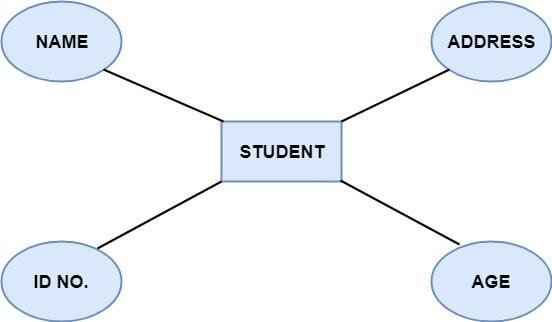 NAME
ADDRESS
STUDENT
ID NO.
AGE